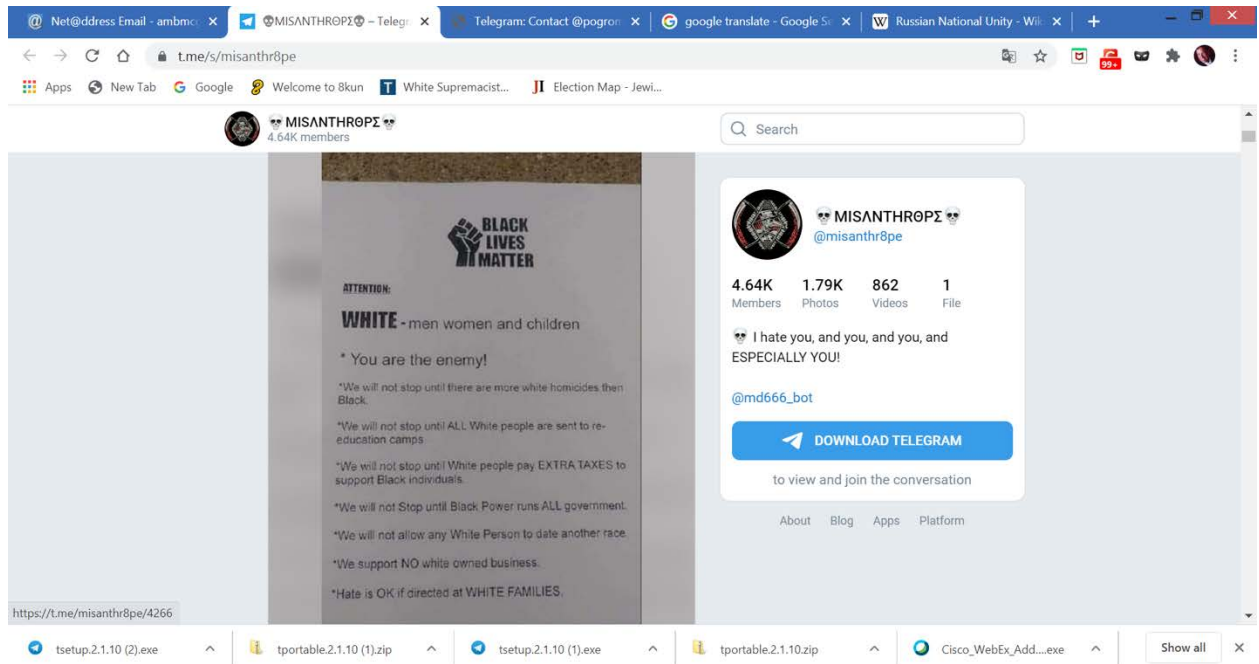 Net@ddress Email - ambmc
💀MISΛNTHRΘPΣ💀 – Telegr
Telegram: Contact @pogrom
google translate - Google Se
Russian National Unity - Wik
t.me/s/misanthr8pe
99+
Apps
New Tab
Google
Welcome to 8kun
White Supremacist...
Election Map - Jewi...
💀 MISΛNTHRΘPΣ 💀
4.64K members
Search
BLACK
LIVES
MATTER
ATTENTION:
WHITE - men women and children
* You are the enemy!
*We will not stop until there are more white homicides then
Black.
*We will not stop until ALL White people are sent to re-
education camps
*We will not stop until White people pay EXTRA TAXES to
support Black individuals.
*We will not Stop until Black Power runs ALL government.
*We will not allow any White Person to date another race.
*We support NO white owned business.
*Hate is OK if directed at WHITE FAMILIES.
💀 MISΛNTHRΘPΣ 💀
@misanthr8pe
4.64K 1.79K 862 1
Members Photos Videos File
💀 I hate you, and you, and you, and
ESPECIALLY YOU!
@md666_bot
DOWNLOAD TELEGRAM
to view and join the conversation
About Blog Apps Platform
https://t.me/misanthr8pe/4266
tsetup.2.1.10 (2).exe
tportable.2.1.10 (1).zip
tsetup.2.1.10 (1).exe
tportable.2.1.10.zip
Cisco_WebEx_Add....exe
Show all